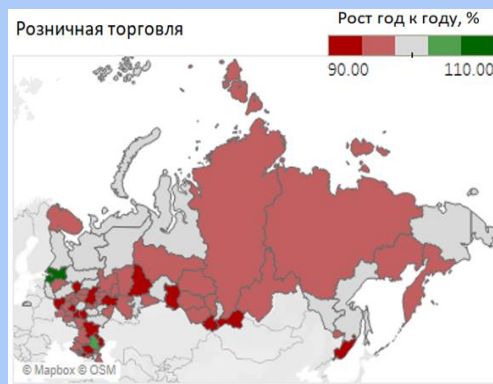 Розничная торговля
Рост год к году, %
90.00 110.00
© Mapbox © OSM